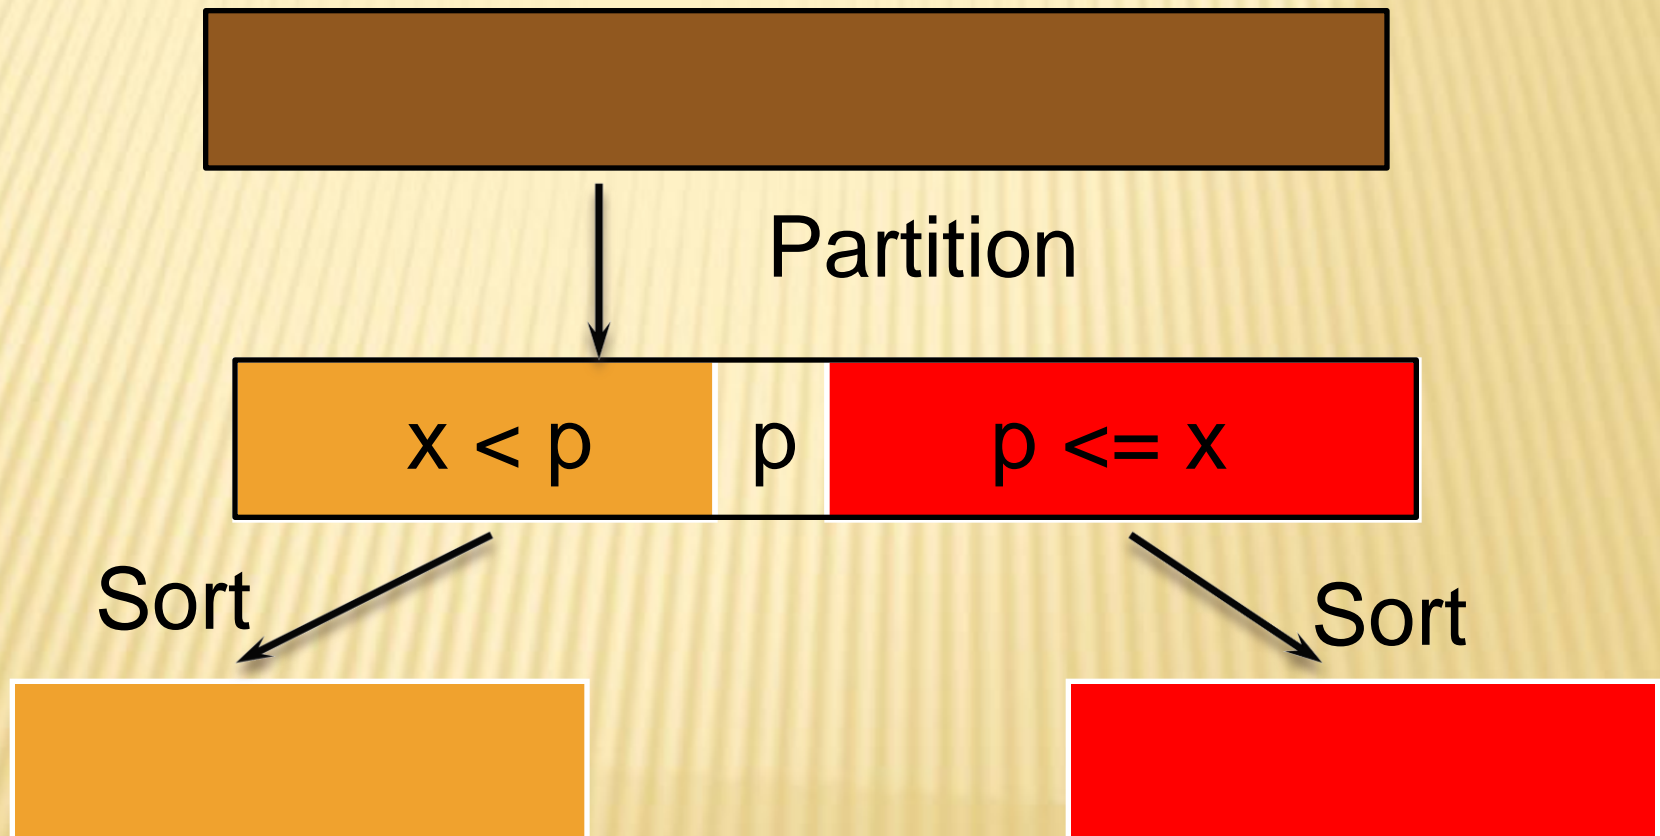 Partition
x < p
p
p <= x
Sort
Sort